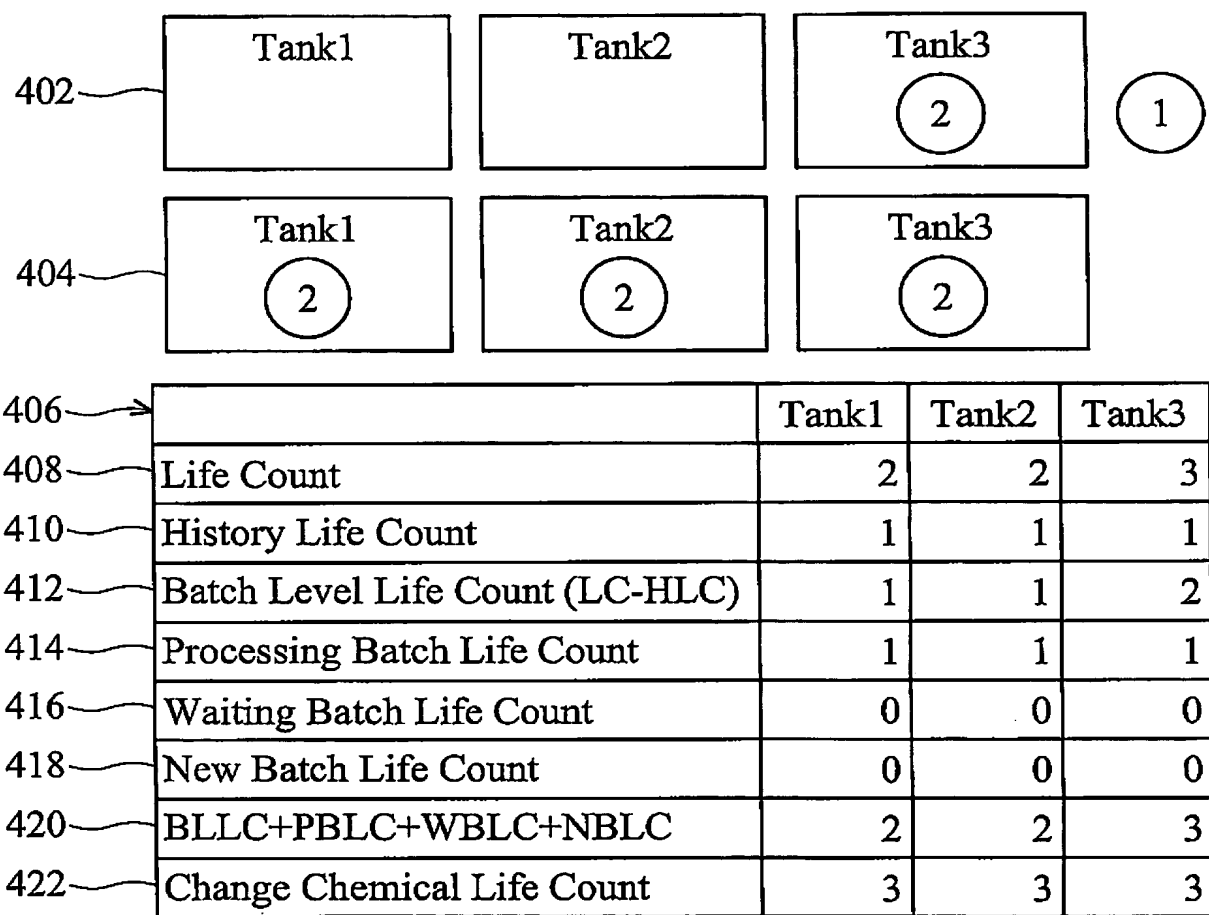 Tank1 Tank2 Tank3
402 2 1
Tank1 Tank2 Tank3
404 2 2 2
406 Tank1 Tank2 Tank3
408 Life Count 2 2 3
410 History Life Count 1 1 1
412 Batch Level Life Count (LC-HLC) 1 1 2
414 Processing Batch Life Count 1 1 1
416 Waiting Batch Life Count 0 0 0
418 New Batch Life Count 0 0 0
420 BLLC+PBLC+WBLC+NBLC 2 2 3
422 Change Chemical Life Count 3 3 3